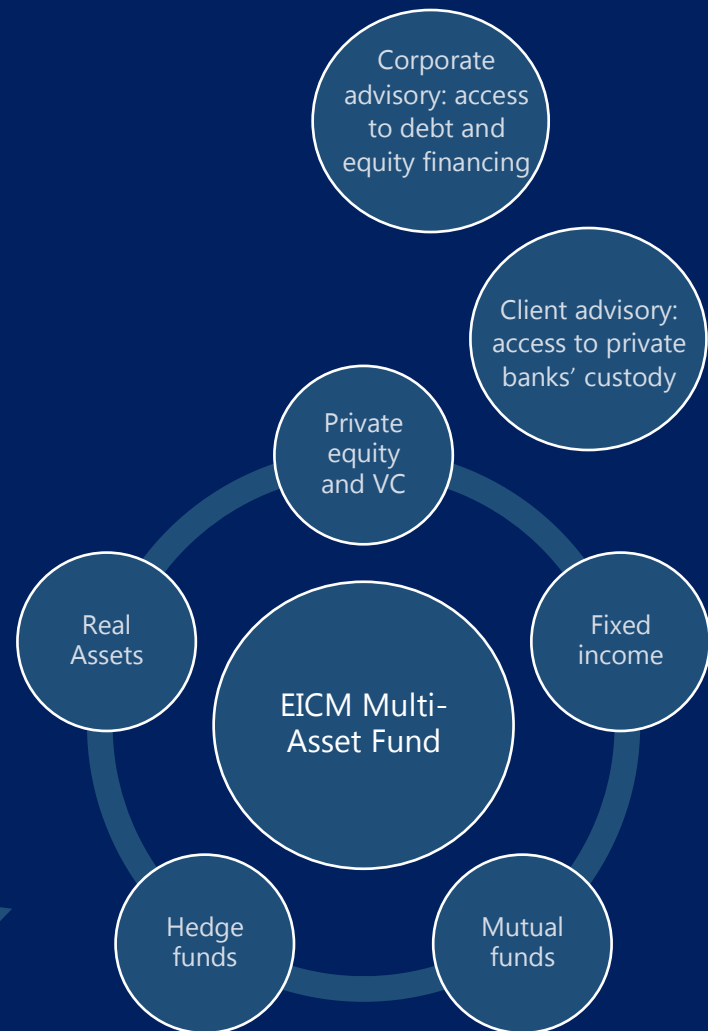 Corporate
advisory: access
to debt and
equity financing
Client advisory:
access to private
banks’ custody
Private
equity
and VC
Real
Assets
Fixed
income
EICM Multi-
Asset Fund
Hedge
funds
Mutual
funds